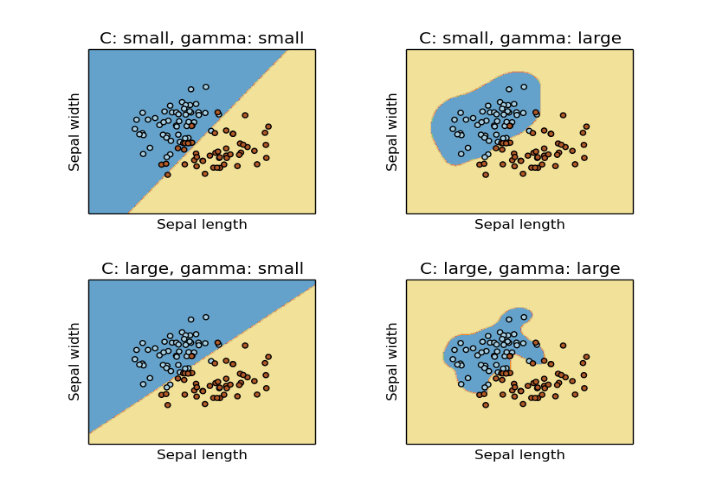 C: small, gamma: small
Sepal width
Sepal length
C: small, gamma: large
Sepal width
Sepal length
C: large, gamma: small
Sepal width
Sepal length
C: large, gamma: large
Sepal width
Sepal length